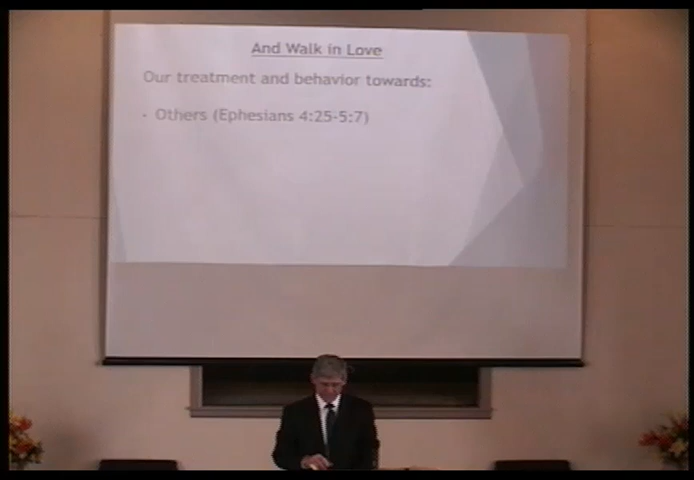 And Walk in Love
Our treatment and behavior towards:
- Others (Ephesians 4:25-5:7)